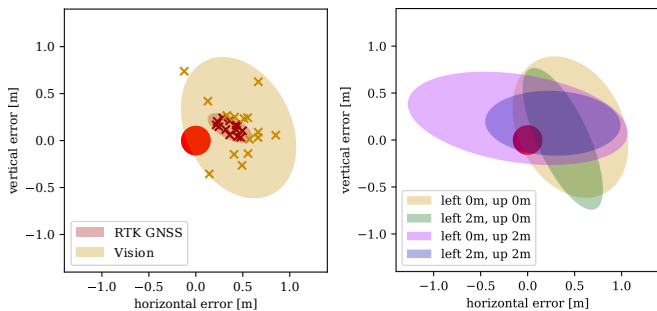 1.0
0.5
0.0
−0.5
−1.0
vertical error [m]
RTK GNSS
Vision
−1.0 −0.5 0.0 0.5 1.0
horizontal error [m]
1.0
0.5
0.0
−0.5
−1.0
vertical error [m]
left 0m, up 0m
left 2m, up 0m
left 0m, up 2m
left 2m, up 2m
−1.0 −0.5 0.0 0.5 1.0
horizontal error [m]